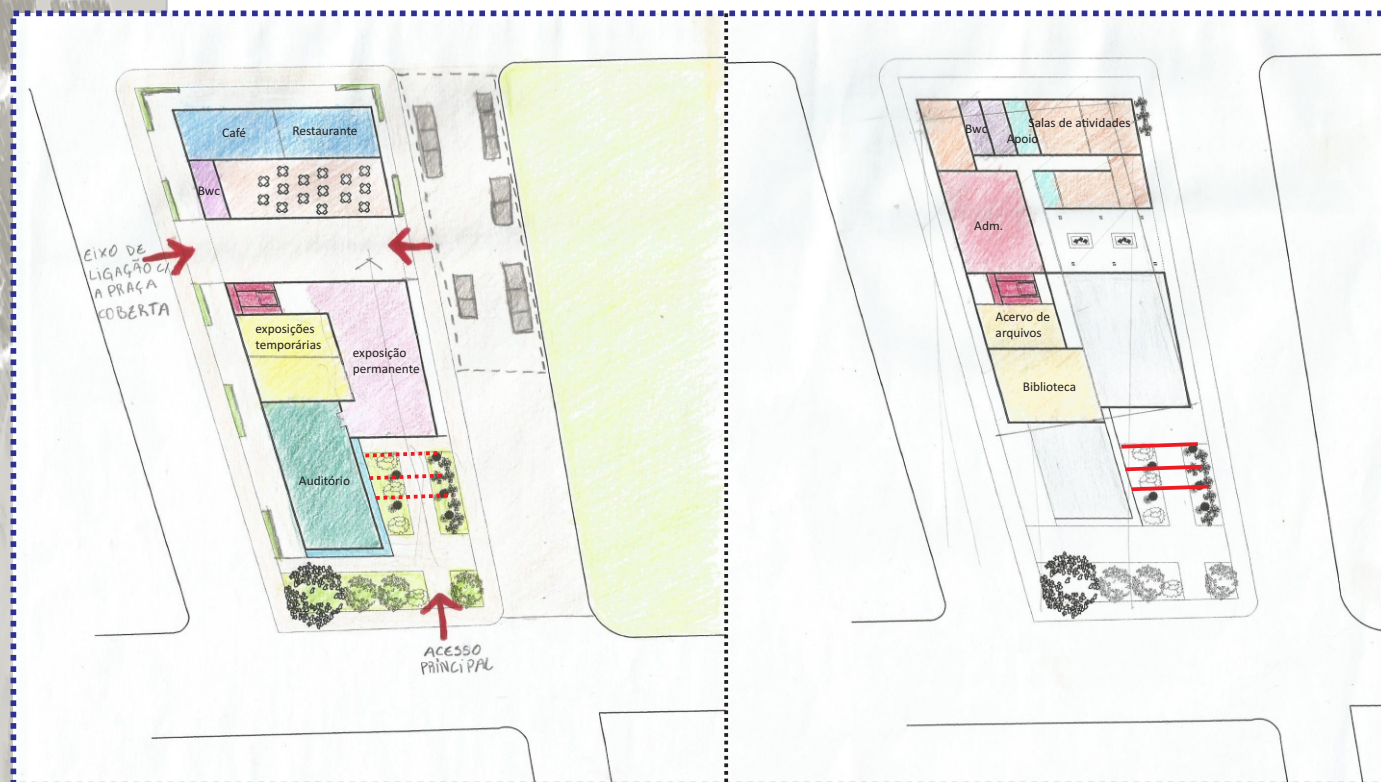 Café
Restaurante
Bwc
EIXO DE
LIGAÇÃO C/
A PRAÇA
COBERTA
exposições
temporárias
exposição
permanente
Auditório
ACESSO
PRINCIPAL
Bwc
Apoio
Salas de atividades
Adm.
Acervo de
arquivos
Biblioteca